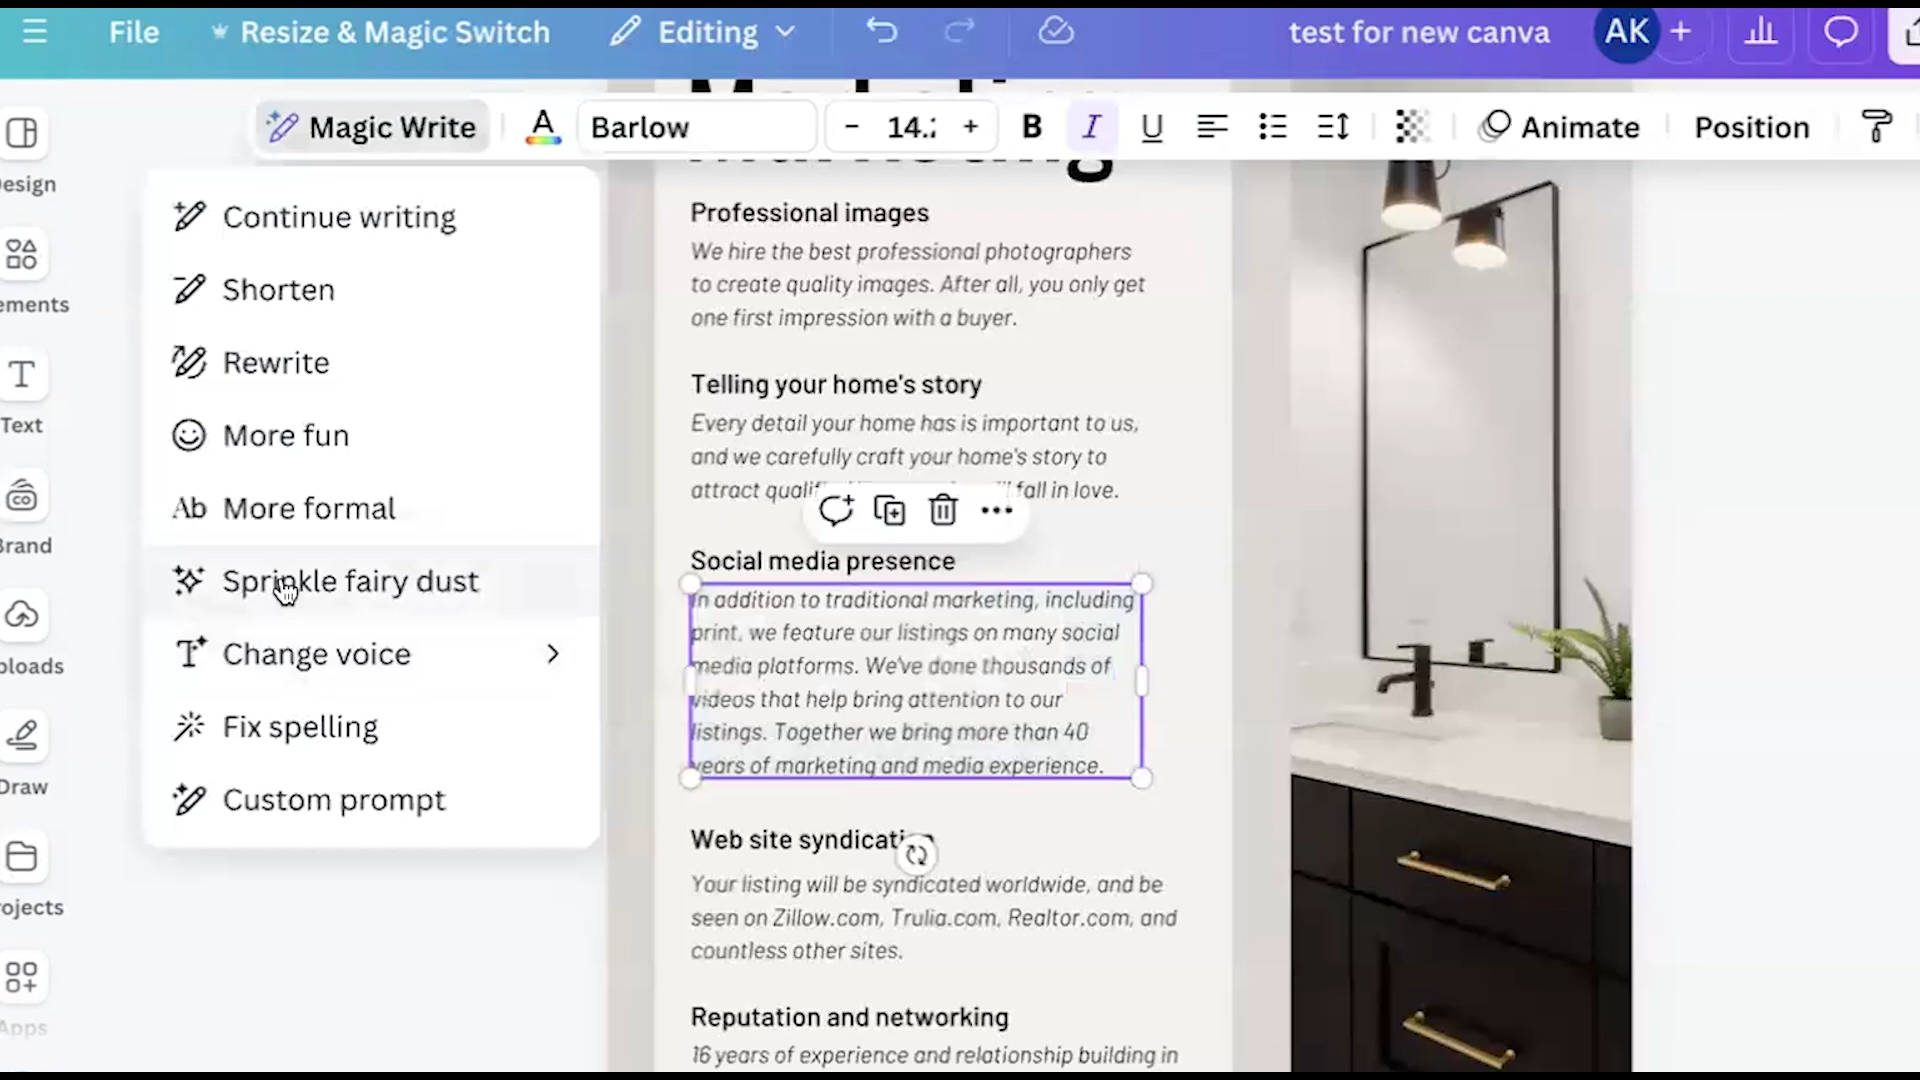 File
Resize & Magic Switch
Editing
test for new canva
AK
Magic Write
A
Barlow
14.
B
I
U
Animate
Position
esign
ements
Text
Brand
ploads
Draw
rojects
Apps
Continue writing
Shorten
Rewrite
More fun
Ab More formal
Sprinkle fairy dust
Change voice
Fix spelling
Custom prompt
Professional images
We hire the best professional photographers
to create quality images. After all, you only get
one first impression with a buyer.
Telling your home's story
Every detail your home has is important to us,
and we carefully craft your home's story to
attract fall in love.
Social media presence
In addition to traditional marketing, including
print, we feature our listings on many social
media platforms. We've done thousands of
videos that help bring attention to our
listings. Together we bring more than 40
years of marketing and media experience.
Web site syndication
Your listing will be syndicated worldwide, and be
seen on Zillow.com, Trulia.com, Realtor.com, and
countless other sites.
Reputation and networking
16 years of experience and relationship building in